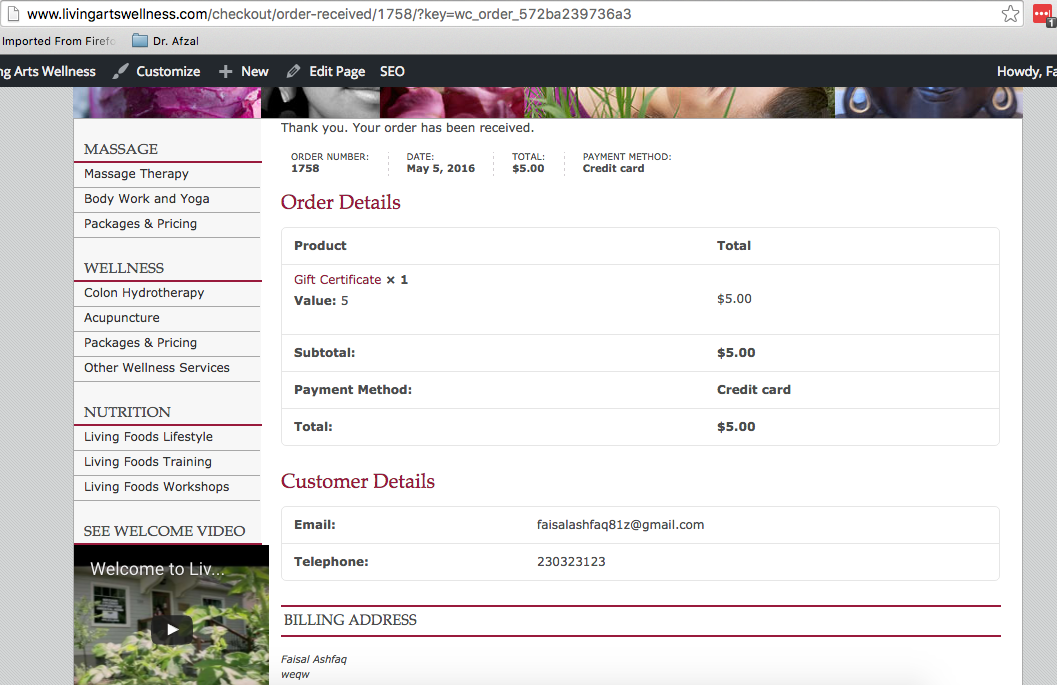 www.livingartswellness.com/checkout/order-received/1758/?key=wc_order_572ba239736a3
1
Imported From Firefo
Dr. Afzal
ng Arts Wellness
Customize
New
Edit Page
SEO
Howdy, Fa
MASSAGE
Massage Therapy
Body Work and Yoga
Packages & Pricing
WELLNESS
Colon Hydrotherapy
Acupuncture
Packages & Pricing
Other Wellness Services
NUTRITION
Living Foods Lifestyle
Living Foods Training
Living Foods Workshops
SEE WELCOME VIDEO
Welcome to Liv...
Thank you. Your order has been received.
ORDER NUMBER:
1758
DATE:
May 5, 2016
TOTAL:
$5.00
PAYMENT METHOD:
Credit card
Order Details
Product Total
Gift Certificate × 1
Value: 5
$5.00
Subtotal: $5.00
Payment Method: Credit card
Total: $5.00
Customer Details
Email: faisalashfaq81z@gmail.com
Telephone: 230323123
BILLING ADDRESS
Faisal Ashfaq
weqw